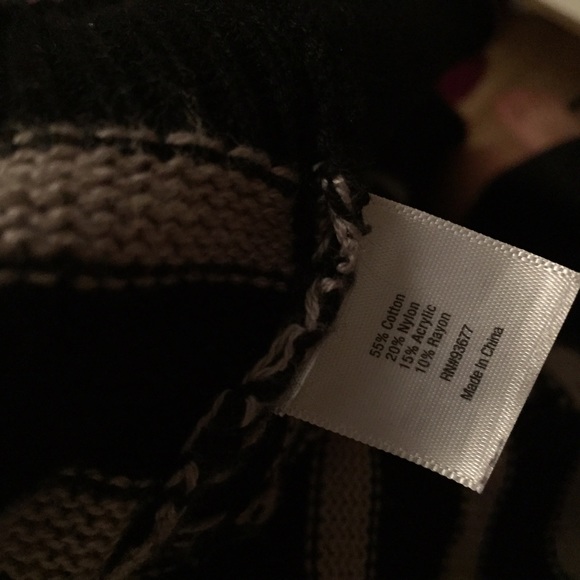 55% Cotton
20% Nylon
15% Acrylic
10% Rayon
RN#93677
Made In China